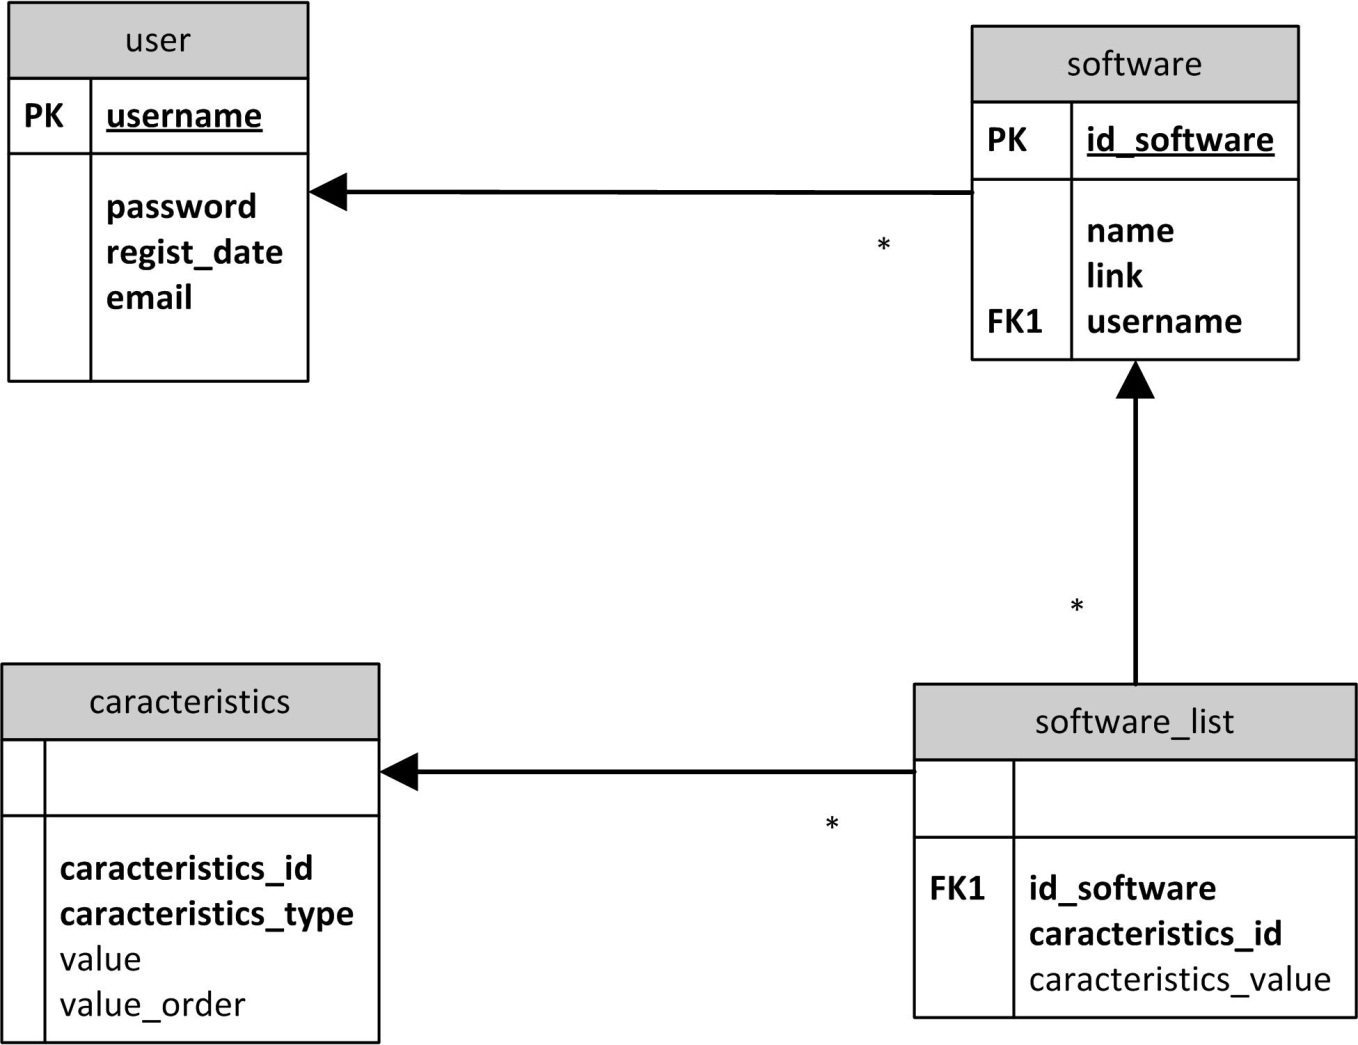 user
PK username
password
regist_date
email
software
PK id_software
name
link
FK1 username
*
*
caracteristics
caracteristics_id
caracteristics_type
value
value_order
*
software_list
FK1 id_software
caracteristics_id
caracteristics_value